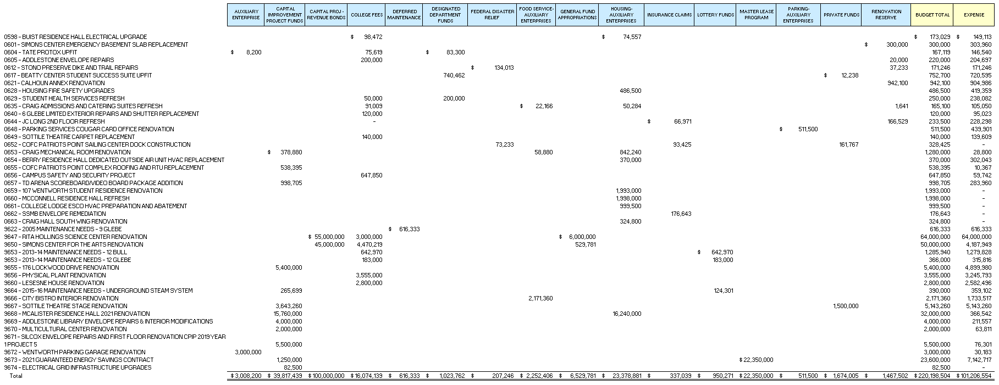 AUXILIARY ENTERPRISE CAPITAL IMPROVEMENT PROJECT FUNDS CAPITAL PROJ - REVENUE BONDS COLLEGE FEES DEFERRED MAINTENANCE DESIGNATED DEPARTMENT FUNDS FEDERAL DISASTER RELIEF FOOD SERVICE- AUXILIARY ENTERPRISES GENERAL FUND APPROPRIATIONS HOUSING- AUXILIARY ENTERPRISES INSURANCE CLAIMS LOTTERY FUNDS MASTER LEASE PROGRAM PARKING- AUXILIARY ENTERPRISES PRIVATE FUNDS RENOVATION RESERVE BUDGET TOTAL EXPENSE
0598 - BUIST RESIDENCE HALL ELECTRICAL UPGRADE $ 98,472 $ 74,557 $ 173,029 $ 149,113
0601 - SIMONS CENTER EMERGENCY BASEMENT SLAB REPLACEMENT $ 300,000 300,000 303,960
0604 - TATE PROTOX UPFIT $ 8,200 75,619 $ 83,300 167,119 146,540
0605 - ADDLESTONE ENVELOPE REPAIRS 200,000 20,000 220,000 204,697
0612 - STONO PRESERVE DIKE AND TRAIL REPAIRS $ 134,013 37,233 171,246 171,246
0617 - BEATTY CENTER STUDENT SUCCESS SUITE UPFIT 740,462 $ 12,238 752,700 720,595
0621 - CALHOUN ANNEX RENOVATION 942,100 942,100 904,986
0628 - HOUSING FIRE SAFETY UPGRADES 486,500 486,500 419,359
0629 - STUDENT HEALTH SERVICES REFRESH 50,000 200,000 250,000 238,082
0635 - CRAIG ADMISSIONS AND CATERING SUITES REFRESH 91,009 $ 22,166 50,284 1,641 165,100 105,050
0640 - 6 GLEBE LIMITED EXTERIOR REPAIRS AND SHUTTER REPLACEMENT 120,000 120,000 95,023
0644 - JC LONG 2ND FLOOR REFRESH - $ 66,971 166,529 233,500 228,298
0648 - PARKING SERVICES COUGAR CARD OFFICE RENOVATION $ 511,500 511,500 439,901
0649 - SOTTILE THEATRE CARPET REPLACEMENT 140,000 140,000 139,609
0652 - COFC PATRIOTS POINT SAILING CENTER DOCK CONSTRUCTION 73,233 93,425 161,767 328,425 -
0653 - CRAIG MECHANICAL ROOM RENOVATION $ 378,880 58,880 842,240 1,280,000 28,800
0654 - BERRY RESIDENCE HALL DEDICATED OUTSIDE AIR UNIT HVAC REPLACEMENT 370,000 370,000 302,043
0655 - COFC PATRIOTS POINT COMPLEX ROOFING AND RTU REPLACEMENT 538,395 538,395 10,367
0656 - CAMPUS SAFETY AND SECURITY PROJECT 647,850 647,850 59,742
0657 - TD ARENA SCOREBOARD/VIDEO BOARD PACKAGE ADDITION 998,705 998,705 283,960
0659 - 107 WENTWORTH STUDENT RESIDENCE RENOVATION 1,993,000 1,993,000 -
0660 - MCCONNELL RESIDENCE HALL REFRESH 1,998,000 1,998,000 -
0661 - COLLEGE LODGE ESCO HVAC PREPARATION AND ABATEMENT 999,500 999,500 -
0662 - SSMB ENVELOPE REMEDIATION 176,643 176,643 -
0663 - CRAIG HALL SOUTH WING RENOVATION 324,800 324,800 -
9622 - 2005 MAINTENANCE NEEDS - 9 GLEBE $ 616,333 616,333 616,333
9647 - RITA HOLLINGS SCIENCE CENTER RENOVATION $ 55,000,000 3,000,000 $ 6,000,000 64,000,000 64,000,000
9650 - SIMONS CENTER FOR THE ARTS RENOVATION 45,000,000 4,470,219 529,781 50,000,000 4,187,949
9653 - 2013-14 MAINTENANCE NEEDS - 12 BULL 642,970 $ 642,970 1,285,940 1,279,828
9653 - 2013-14 MAINTENANCE NEEDS - 12 GLEBE 183,000 183,000 366,000 315,816
9655 - 176 LOCKWOOD DRIVE RENOVATION 5,400,000 5,400,000 4,899,980
9656 - PHYSICAL PLANT RENOVATION 3,555,000 3,555,000 3,245,793
9660 - LESESNE HOUSE RENOVATION 2,800,000 2,800,000 2,582,496
9664 - 2015-16 MAINTENANCE NEEDS - UNDERGROUND STEAM SYSTEM 265,699 124,301 390,000 359,102
9666 - CITY BISTRO INTERIOR RENOVATION 2,171,360 2,171,360 1,733,517
9667 - SOTTILE THEATRE STAGE RENOVATION 3,643,260 1,500,000 5,143,260 5,143,260
9668 - MCALISTER RESIDENCE HALL 2021 RENOVATION 15,760,000 16,240,000 32,000,000 366,542
9669 - ADDLESTONE LIBRARY ENVELOPE REPAIRS & INTERIOR MODIFICATIONS 4,000,000 4,000,000 211,557
9670 - MULTICULTURAL CENTER RENOVATION 2,000,000 2,000,000 63,811
9671 - SILCOX ENVELOPE REPAIRS AND FIRST FLOOR RENOVATION CPIP 2019 YEAR
1 PROJECT 5 5,500,000 5,500,000 76,301
9672 - WENTWORTH PARKING GARAGE RENOVATION 3,000,000 3,000,000 30,183
9673 - 2021 GUARANTEED ENERGY SAVINGS CONTRACT 1,250,000 $ 22,350,000 23,600,000 7,142,717
9674 - ELECTRICAL GRID INFRASTRUCTURE UPGRADES 82,500 82,500 -
Total $ 3,008,200 $ 39,817,439 $ 100,000,000 $ 16,074,139 $ 616,333 $ 1,023,762 $ 207,246 $ 2,252,406 $ 6,529,781 $ 23,378,881 $ 337,039 $ 950,271 $ 22,350,000 $ 511,500 $ 1,674,005 $ 1,467,502 $ 220,198,504 $ 101,206,554